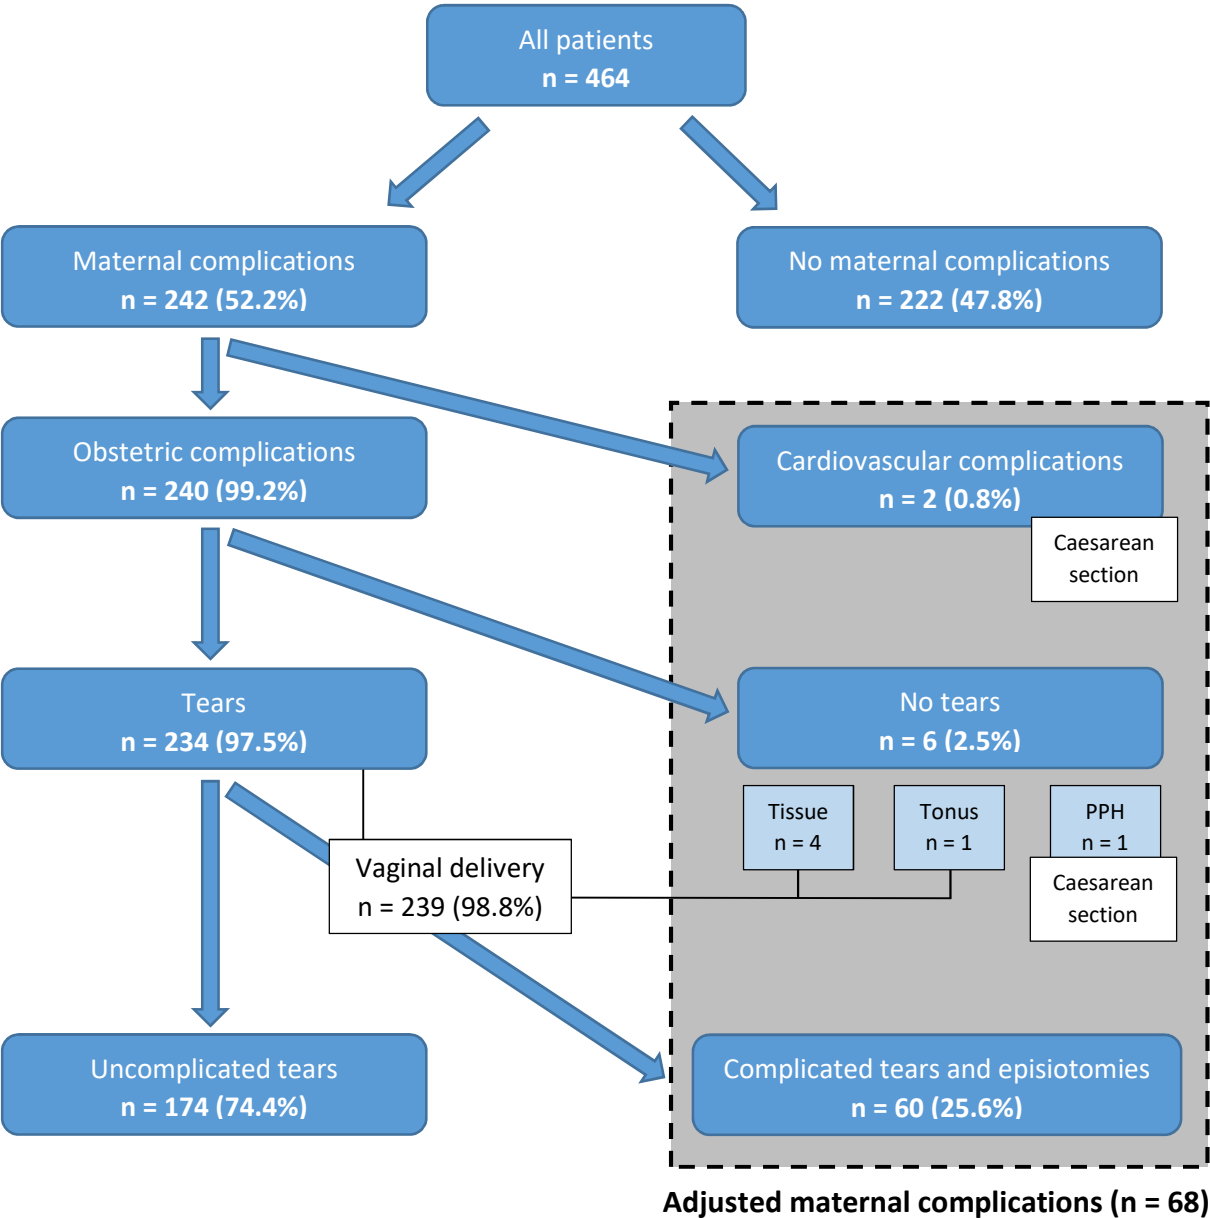 All patients
n = 464
Maternal complications
n = 242 (52.2%)
No maternal complications
n = 222 (47.8%)
Obstetric complications
n = 240 (99.2%)
Cardiovascular complications
n = 2 (0.8%)
Caesarean
section
Tears
n = 234 (97.5%)
No tears
n = 6 (2.5%)
Tissue
n = 4
Tonus
n = 1
PPH
n = 1
Caesarean
section
Vaginal delivery
n = 239 (98.8%)
Uncomplicated tears
n = 174 (74.4%)
Complicated tears and episiotomies
n = 60 (25.6%)
Adjusted maternal complications (n = 68)